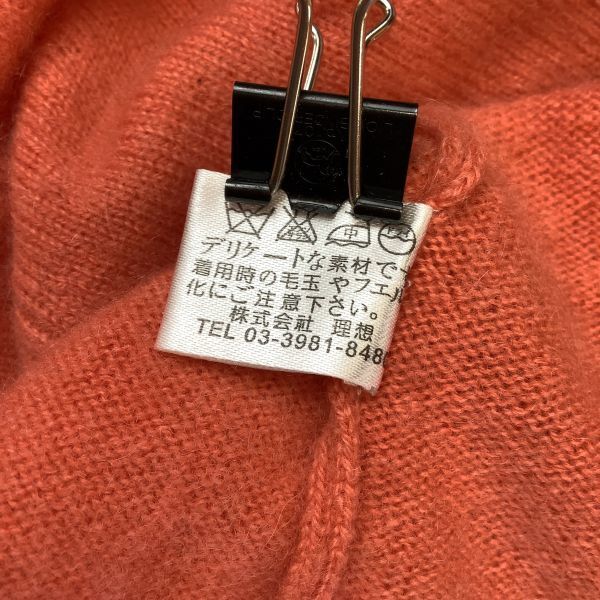 デリケートな素材で
着用時の毛玉やフエル
化にご注意下さい。
株式会社 理想
TEL 03-3981-848